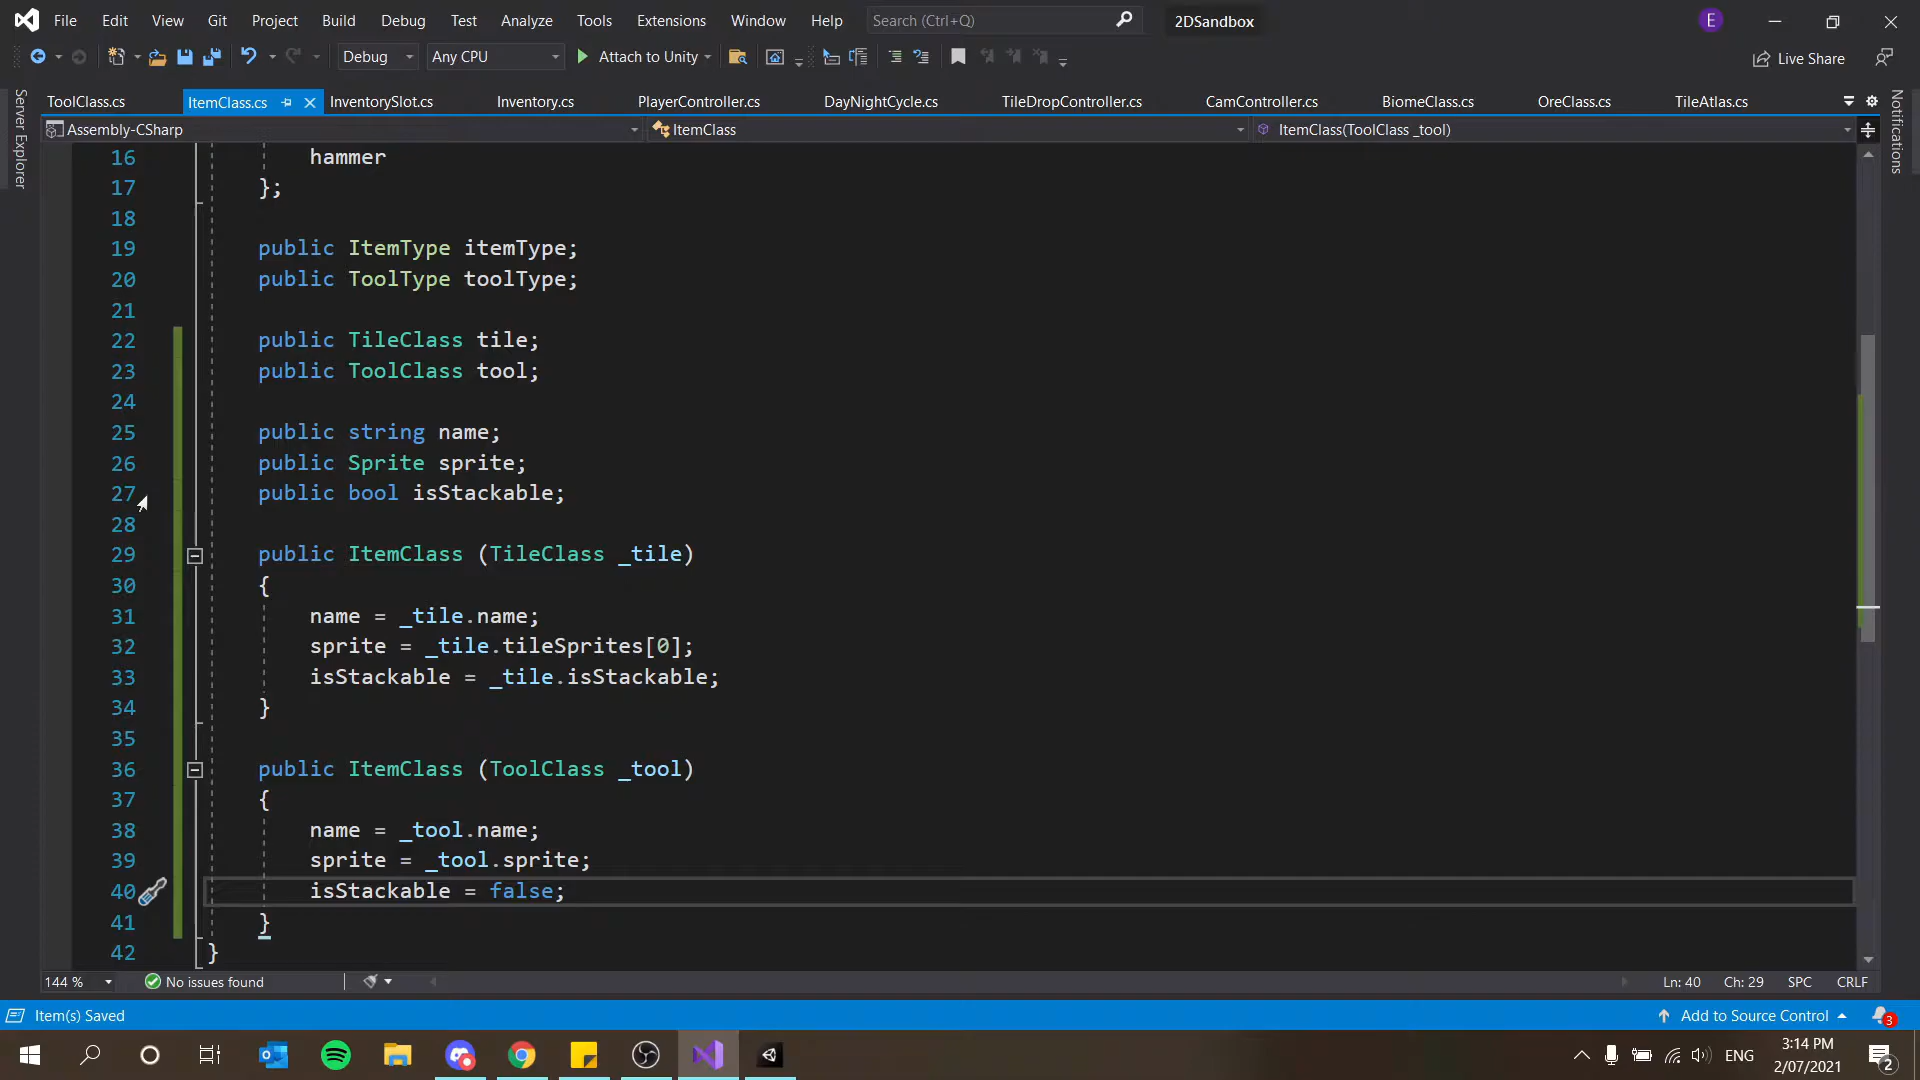 File Edit View Git Project Build Debug Test Analyze Tools Extensions Window Help Search (Ctrl+Q) 2DSandbox E
Debug Any CPU Attach to Unity Live Share
ToolClass.cs ItemClass.cs InventorySlot.cs Inventory.cs PlayerController.cs DayNightCycle.cs TileDropController.cs CamController.cs BiomeClass.cs OreClass.cs TileAtlas.cs
Server Explorer
Notifications
Assembly-CSharp ItemClass ItemClass(ToolClass _tool)
16 hammer
17 };
18
19 public ItemType itemType;
20 public ToolType toolType;
21
22 public TileClass tile;
23 public ToolClass tool;
24
25 public string name;
26 public Sprite sprite;
27 public bool isStackable;
28
29 public ItemClass (TileClass _tile)
30 {
31 name = _tile.name;
32 sprite = _tile.tileSprites[0];
33 isStackable = _tile.isStackable;
34 }
35
36 public ItemClass (ToolClass _tool)
37 {
38 name = _tool.name;
39 sprite = _tool.sprite;
40 isStackable = false;
41 }
42 }
144 % No issues found Ln: 40 Ch: 29 SPC CRLF
Item(s) Saved Add to Source Control 3
ENG 3:14 PM
2/07/2021 2